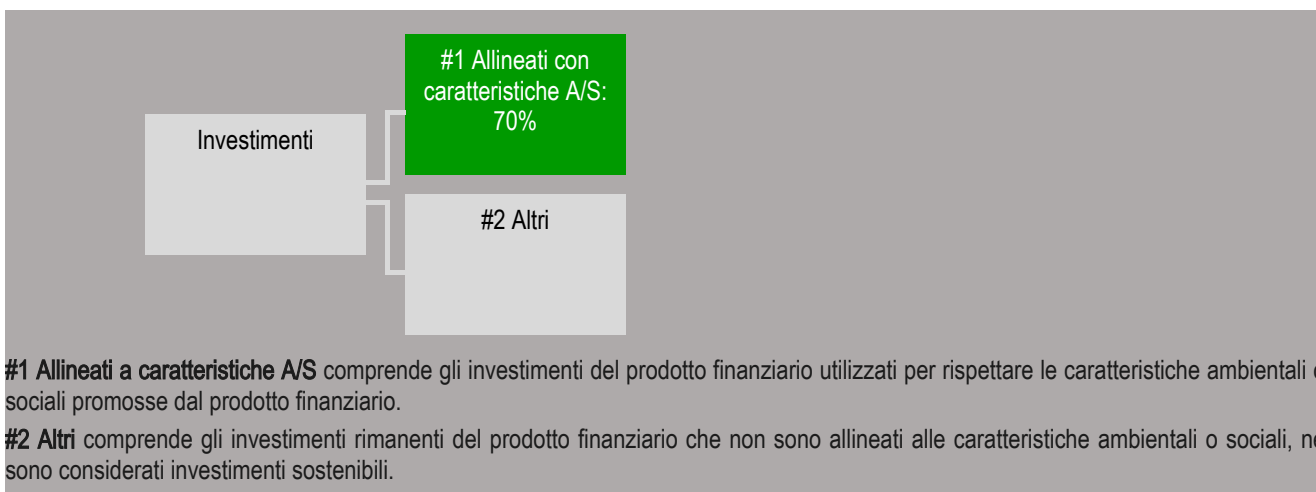 #1 Allineati con
caratteristiche A/S:
70%
Investimenti
#2 Altri
#1 Allineati a caratteristiche A/S comprende gli investimenti del prodotto finanziario utilizzati per rispettare le caratteristiche ambientali
sociali promosse dal prodotto finanziario.
#2 Altri comprende gli investimenti rimanenti del prodotto finanziario che non sono allineati alle caratteristiche ambientali o sociali,
sono considerati investimenti sostenibili.